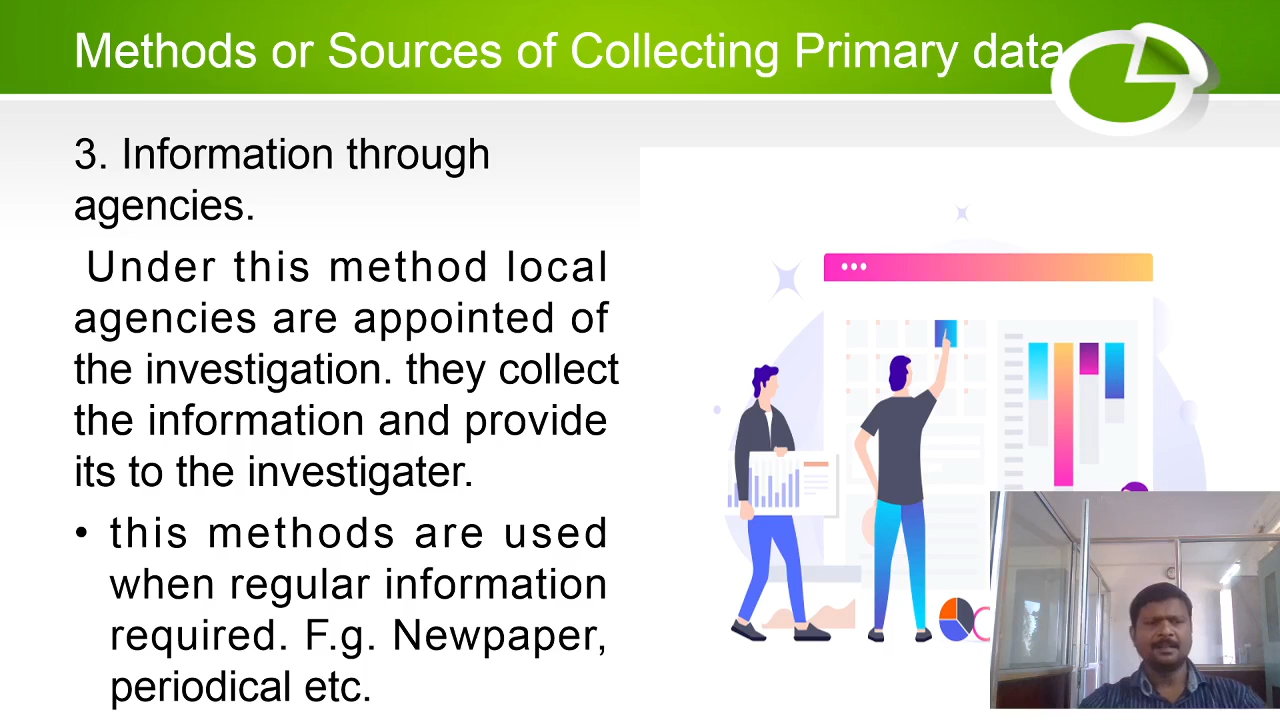 Methods or Sources of Collecting Primary data
3. Information through
agencies.
Under this method local
agencies are appointed of
the investigation. they collect
the information and provide
its to the investigater.
• this methods are used
when regular information
required. F.g. Newpaper,
periodical etc.